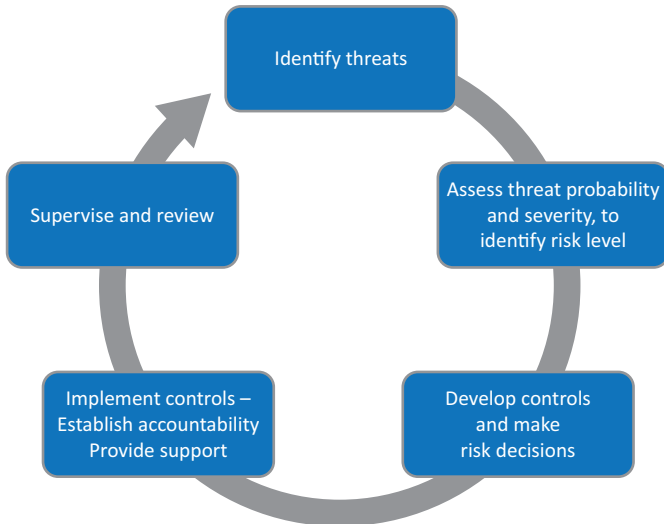 Identify threats
Assess threat probability
and severity, to
identify risk level
Develop controls
and make
risk decisions
Implement controls –
Establish accountability
Provide support
Supervise and review